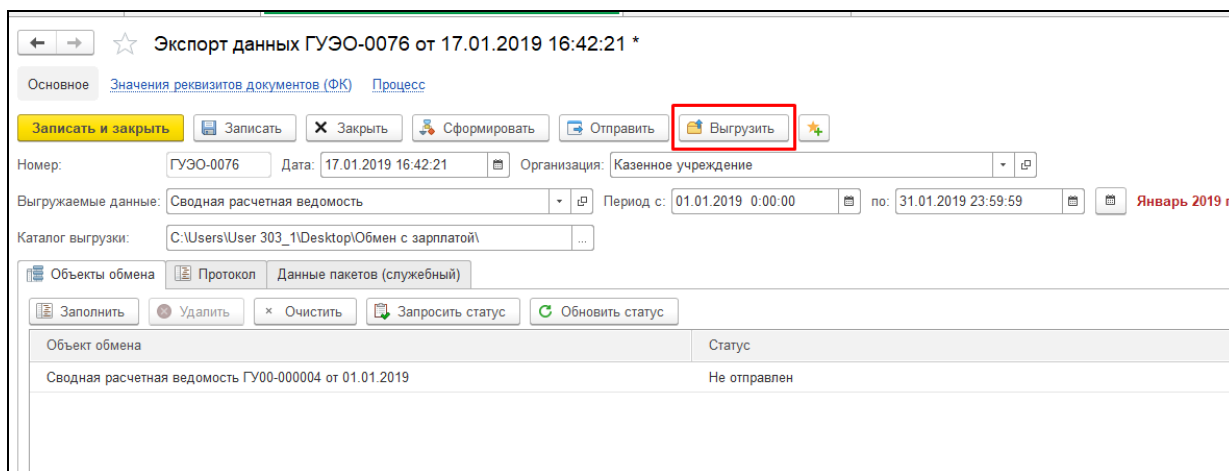 Экспорт данных ГУЭО-0076 от 17.01.2019 16:42:21 *
Основное Значения реквизитов документов (ФК) Процесс
Записать и закрыть Записать Закрыть Сформировать Отправить Выгрузить
Номер: ГУЭО-0076 Дата: 17.01.2019 16:42:21 Организация: Казенное учреждение
Выгружаемые данные: Сводная расчетная ведомость Период с: 01.01.2019 0:00:00 по: 31.01.2019 23:59:59 Январь 2019 г
Каталог выгрузки: C:\Users\User 303_1\Desktop\Обмен с зарплатой\ ...
Объекты обмена Протокол Данные пакетов (служебный)
Заполнить Удалить Очистить Запросить статус Обновить статус
Объект обмена Статус
Сводная расчетная ведомость ГУ00-000004 от 01.01.2019 Не отправлен